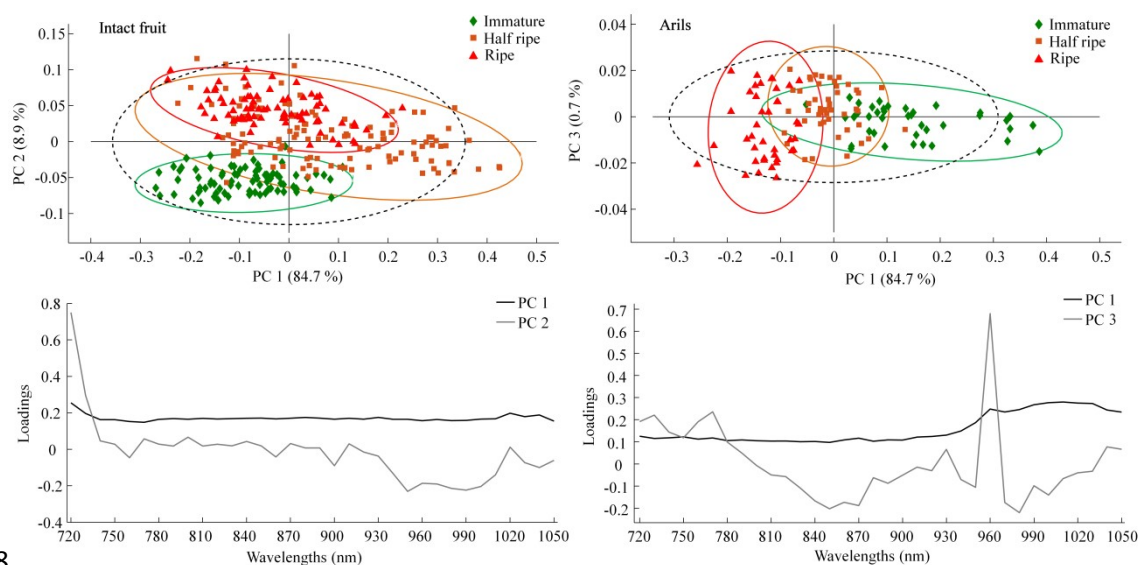 Intact fruit
Immature
Half ripe
Ripe
0.15
0.1
0.05
0
-0.05
-0.1
PC 2 (8.9 %)
-0.4 -0.3 -0.2 -0.1 0 0.1 0.2 0.3 0.4 0.5
PC 1 (84.7 %)
Arils
Immature
Half ripe
Ripe
0.04
0.02
0
-0.02
-0.04
PC 3 (0.7 %)
-0.3 -0.2 -0.1 0 0.1 0.2 0.3 0.4 0.5
PC 1 (84.7 %)
PC 1
PC 2
0.8
0.6
0.4
0.2
0
-0.2
-0.4
Loadings
720 750 780 810 840 870 900 930 960 990 1020 1050
Wavelengths (nm)
PC 1
PC 3
0.7
0.6
0.5
0.4
0.3
0.2
0.1
0
-0.1
-0.2
Loadings
720 750 780 810 840 870 900 930 960 990 1020 1050
Wavelengths (nm)